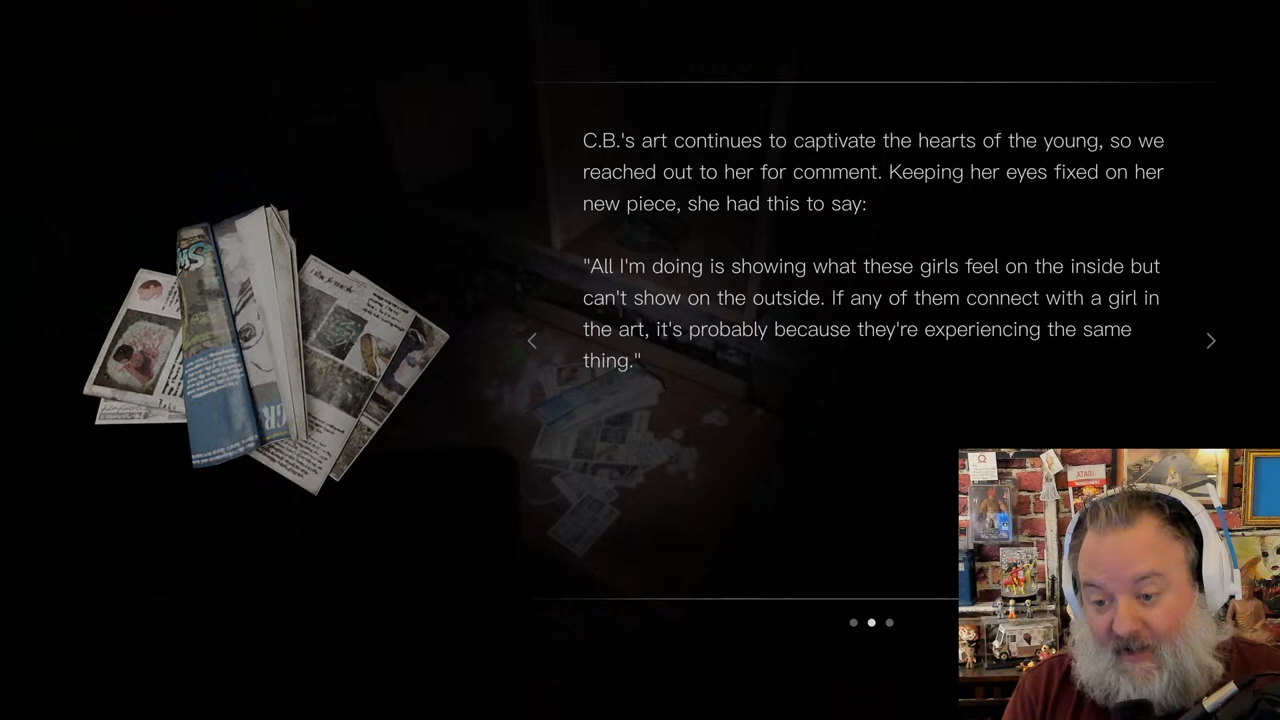 C.B.'s art continues to captivate the hearts of the young, so we
reached out to her for comment. Keeping her eyes fixed on her
new piece, she had this to say:
"All I'm doing is showing what these girls feel on the inside but
can't show on the outside. If any of them connect with a girl in
the art, it's probably because they're experiencing the same
thing."
ATARI